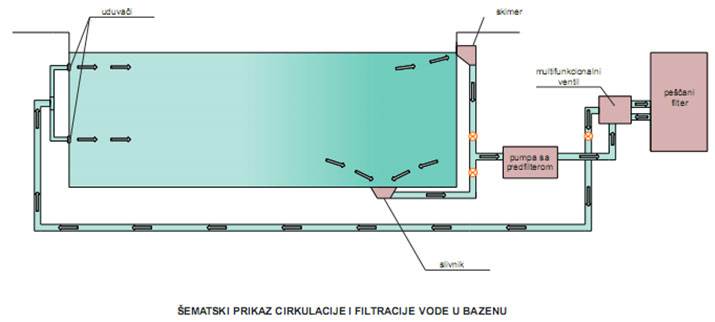 uduvači
skimer
multifunkcionalni
ventil
peščani
filter
pumpa sa
predfilterom
slivnik
ŠEMATSKI PRIKAZ CIRKULACIJE I FILTRACIJE VODE U BAZENU